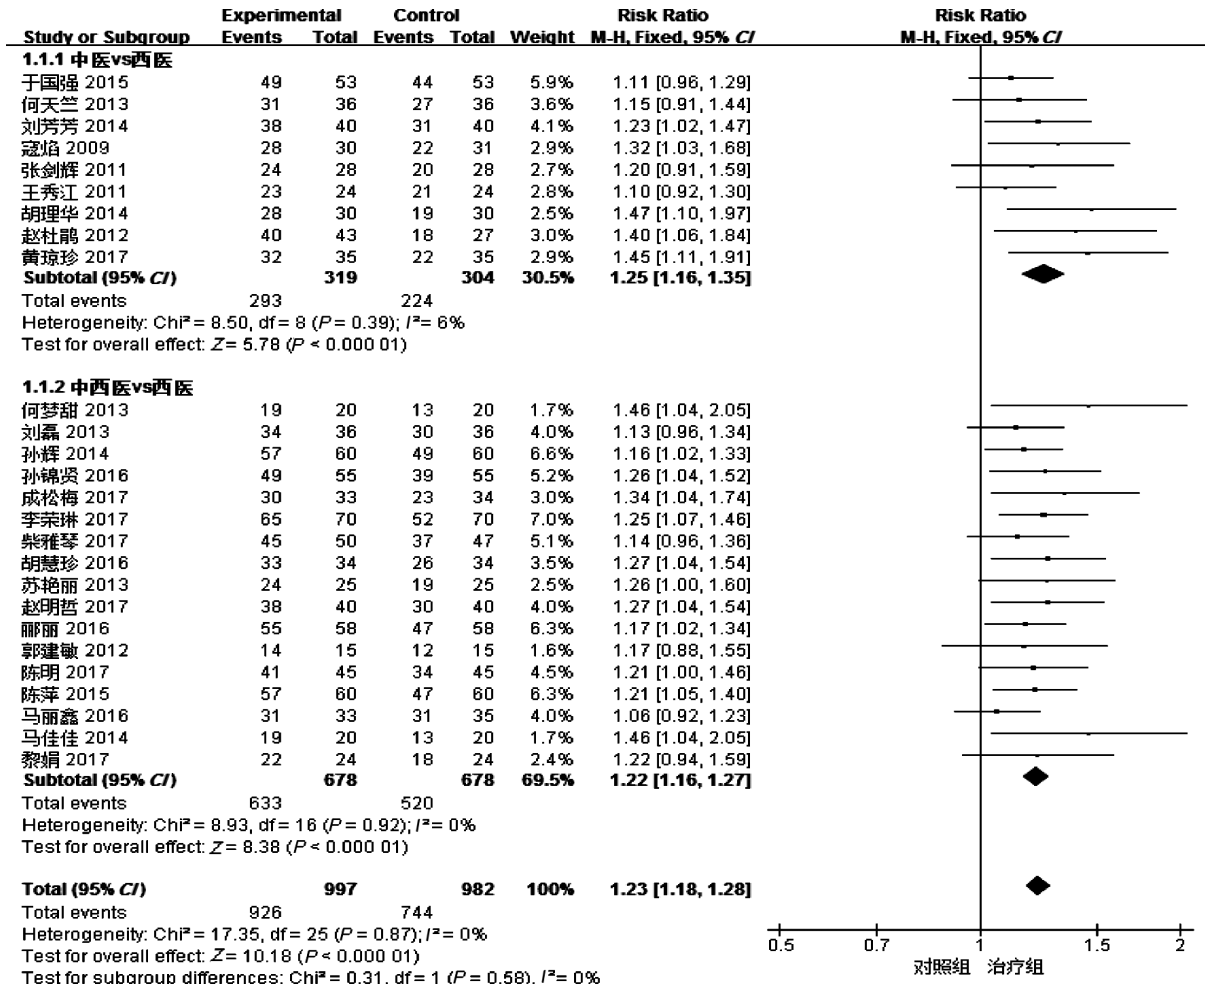 Experimental Control Risk Ratio Risk Ratio
Study or Subgroup Events Total Events Total Weight M-H, Fixed, 95% CI M-H, Fixed, 95% CI
1.1.1 中医vs西医
于国强 2015 49 53 44 53 5.9% 1.11 [0.96, 1.29]
何天竺 2013 31 36 27 36 3.6% 1.15 [0.91, 1.44]
刘芳芳 2014 38 40 31 40 4.1% 1.23 [1.02, 1.47]
寇焰 2009 28 30 22 31 2.9% 1.32 [1.03, 1.68]
张剑辉 2011 24 28 20 28 2.7% 1.20 [0.91, 1.59]
王秀江 2011 23 24 21 24 2.8% 1.10 [0.92, 1.30]
胡理华 2014 28 30 19 30 2.5% 1.47 [1.10, 1.97]
赵杜鹃 2012 40 43 18 27 3.0% 1.40 [1.06, 1.84]
黄琼珍 2017 32 35 22 35 2.9% 1.45 [1.11, 1.91]
Subtotal (95% CI) 319 304 30.5% 1.25 [1.16, 1.35]
Total events 293 224
Heterogeneity: Chi² = 8.50, df = 8 (P = 0.39); I² = 6%
Test for overall effect: Z = 5.78 (P < 0.000 01)
1.1.2 中西医vs西医
何梦甜 2013 19 20 13 20 1.7% 1.46 [1.04, 2.05]
刘磊 2013 34 36 30 36 4.0% 1.13 [0.96, 1.34]
孙辉 2014 57 60 49 60 6.6% 1.16 [1.02, 1.33]
孙锦贤 2016 49 55 39 55 5.2% 1.26 [1.04, 1.52]
成松梅 2017 30 33 23 34 3.0% 1.34 [1.04, 1.74]
李荣琳 2017 65 70 52 70 7.0% 1.25 [1.07, 1.46]
柴雅琴 2017 45 50 37 47 5.1% 1.14 [0.96, 1.36]
胡慧珍 2016 33 34 26 34 3.5% 1.27 [1.04, 1.54]
苏艳丽 2013 24 25 19 25 2.5% 1.26 [1.00, 1.60]
赵明哲 2017 38 40 30 40 4.0% 1.27 [1.04, 1.54]
郦丽 2016 55 58 47 58 6.3% 1.17 [1.02, 1.34]
郭建敏 2012 14 15 12 15 1.6% 1.17 [0.88, 1.55]
陈明 2017 41 45 34 45 4.5% 1.21 [1.00, 1.46]
陈萍 2015 57 60 47 60 6.3% 1.21 [1.05, 1.40]
马丽鑫 2016 31 33 31 35 4.0% 1.06 [0.92, 1.23]
马佳佳 2014 19 20 13 20 1.7% 1.46 [1.04, 2.05]
黎娟 2017 22 24 18 24 2.4% 1.22 [0.94, 1.59]
Subtotal (95% CI) 678 678 69.5% 1.22 [1.16, 1.27]
Total events 633 520
Heterogeneity: Chi² = 8.93, df = 16 (P = 0.92); I² = 0%
Test for overall effect: Z = 8.38 (P < 0.000 01)
Total (95% CI) 997 982 100% 1.23 [1.18, 1.28]
Total events 926 744
Heterogeneity: Chi² = 17.35, df = 25 (P = 0.87); I² = 0%
Test for overall effect: Z = 10.18 (P < 0.000 01)
Test for subgroup differences: Chi² = 0.31, df = 1 (P = 0.58), I² = 0%
0.5 0.7 1 1.5 2
对照组 治疗组